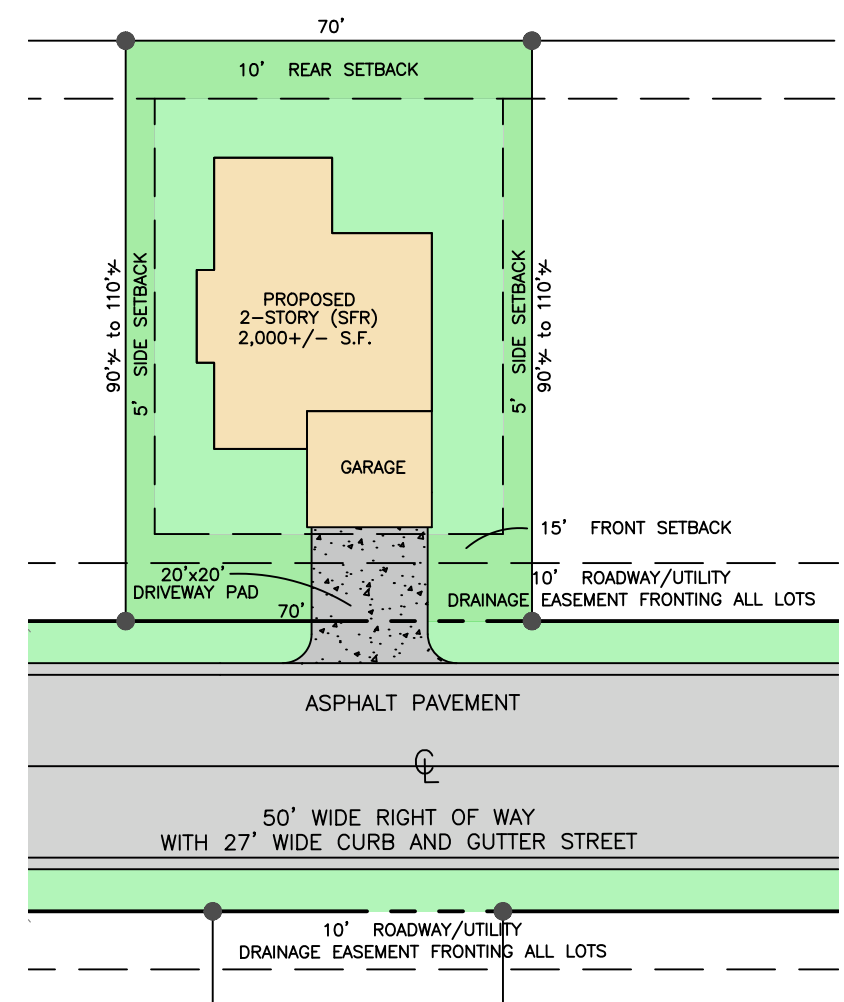 70'
10' REAR SETBACK
90'+/- to 110'+/-
5' SIDE SETBACK
PROPOSED
2-STORY (SFR)
2,000+/- S.F.
5' SIDE SETBACK
90'+/- to 110'+/-
GARAGE
15' FRONT SETBACK
20'x20'
DRIVEWAY PAD
10' ROADWAY/UTILITY
DRAINAGE EASEMENT FRONTING ALL LOTS
70'
ASPHALT PAVEMENT
CL
50' WIDE RIGHT OF WAY
WITH 27' WIDE CURB AND GUTTER STREET
10' ROADWAY/UTILITY
DRAINAGE EASEMENT FRONTING ALL LOTS